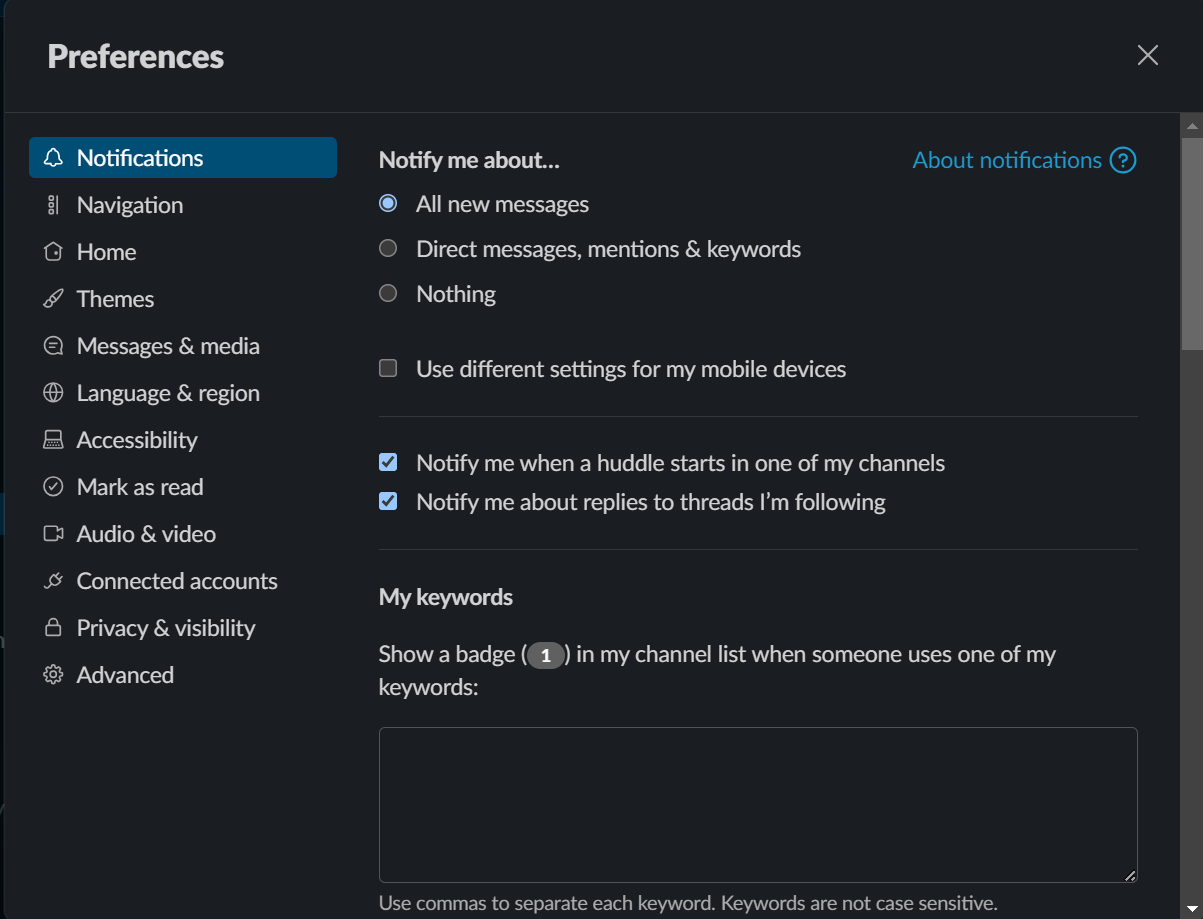 Preferences
Notifications
Navigation
Home
Themes
Messages & media
Language & region
Accessibility
Mark as read
Audio & video
Connected accounts
Privacy & visibility
Advanced
Notify me about…
About notifications ?
All new messages
Direct messages, mentions & keywords
Nothing
Use different settings for my mobile devices
Notify me when a huddle starts in one of my channels
Notify me about replies to threads I’m following
My keywords
Show a badge (1) in my channel list when someone uses one of my
keywords:
Use commas to separate each keyword. Keywords are not case sensitive.